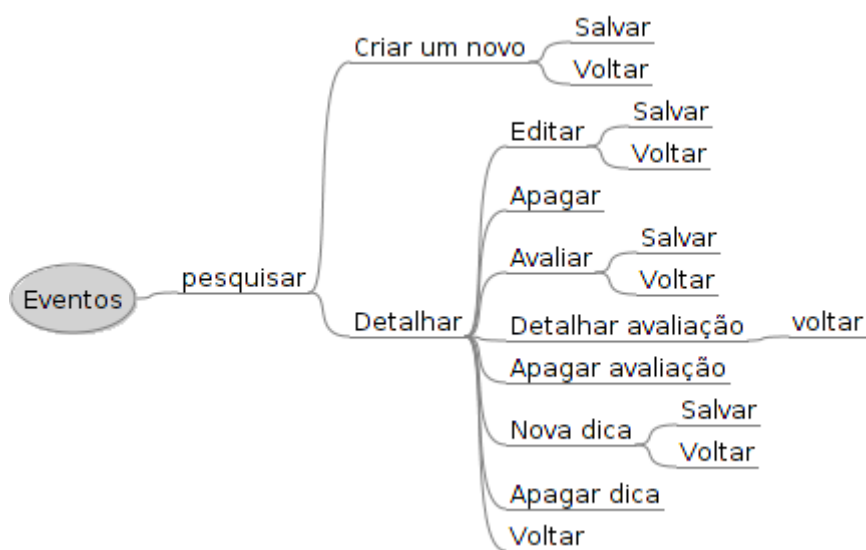 Eventos
pesquisar
Criar um novo
Salvar
Voltar
Detalhar
Editar
Salvar
Voltar
Apagar
Avaliar
Salvar
Voltar
Detalhar avaliação
voltar
Apagar avaliação
Nova dica
Salvar
Voltar
Apagar dica
Voltar